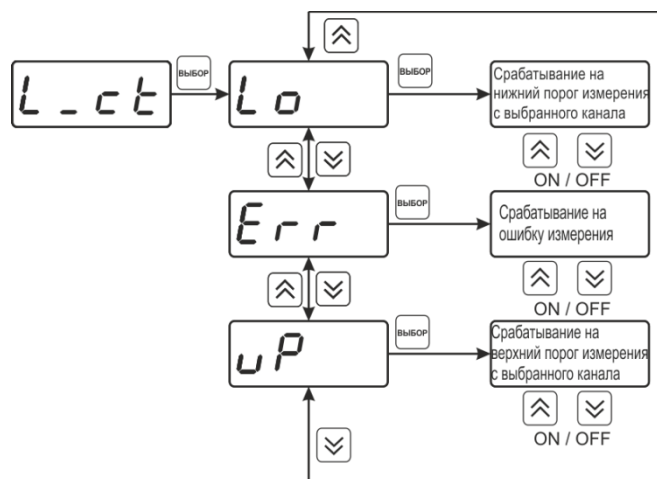 L_ct
ВЫБОР
Lo
ВЫБОР
Срабатывание на
нижний порог измерения
с выбранного канала
ON / OFF
Err
ВЫБОР
Срабатывание на
ошибку измерения
ON / OFF
uP
ВЫБОР
Срабатывание на
верхний порог измерения
с выбранного канала
ON / OFF